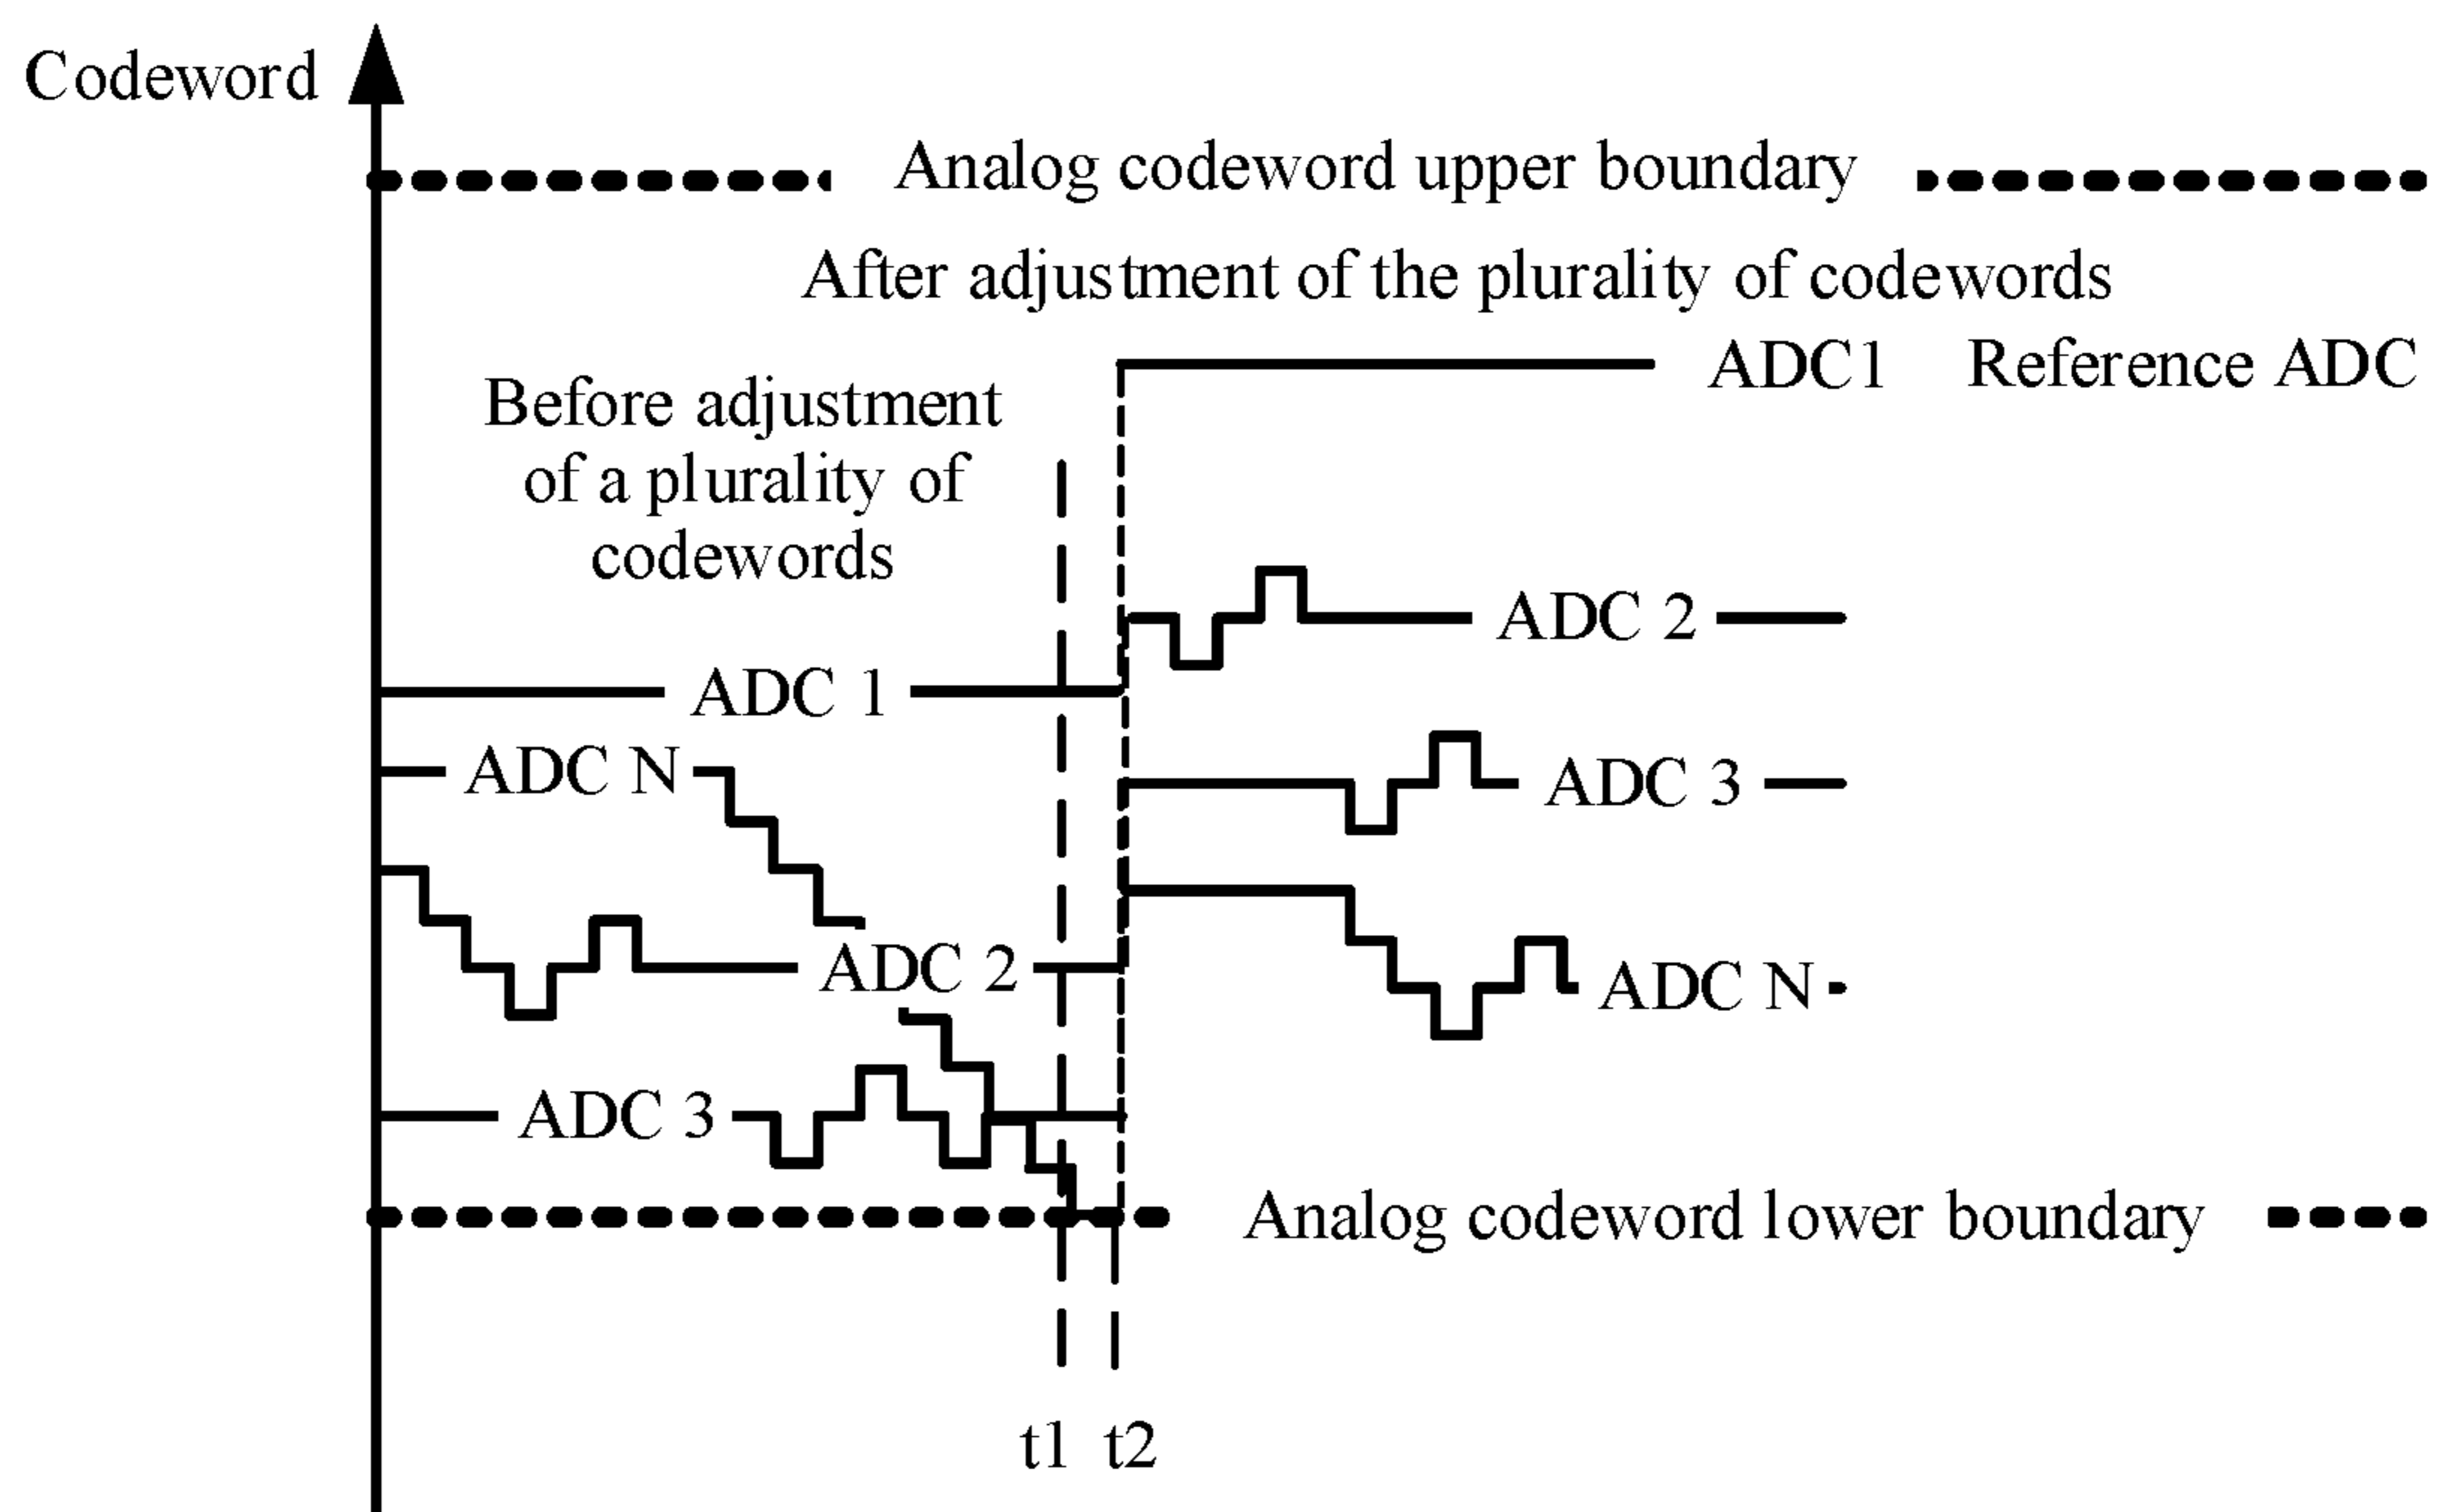 Codeword
Analog codeword upper boundary
After adjustment of the plurality of codewords
ADC1 Reference ADC
Before adjustment
of a plurality of
codewords
ADC 2
ADC 1
ADC N
ADC 3
ADC 2
ADC N
ADC 3
Analog codeword lower boundary
t1 t2